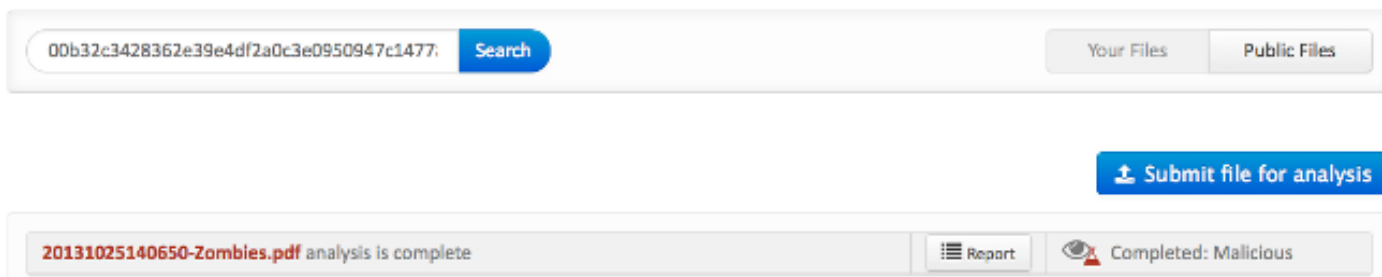 00b32c3428362e39e4df2a0c3e0950947c1477 Search Your Files Public Files
Submit file for analysis
20131025140650-Zombies.pdf analysis is complete Report Completed: Malicious